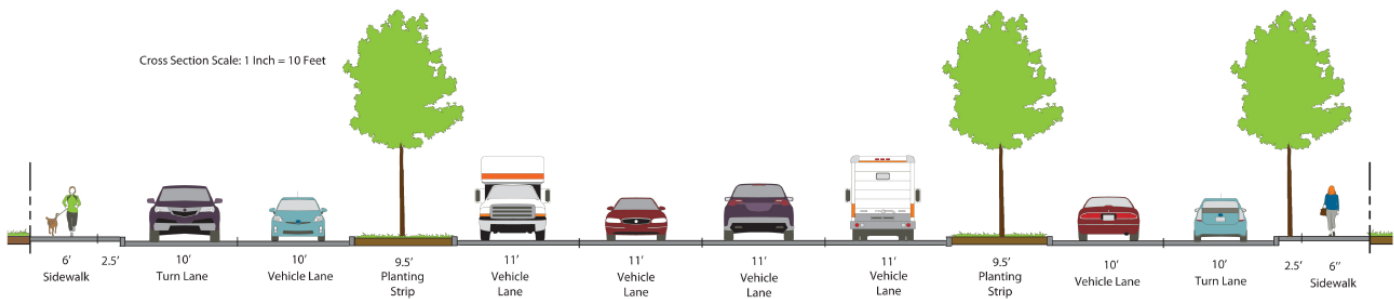 Cross Section Scale: 1 Inch = 10 Feet
6’
Sidewalk
2.5’
10’
Turn Lane
10’
Vehicle Lane
9.5’
Planting
Strip
11’
Vehicle
Lane
11’
Vehicle
Lane
11’
Vehicle
Lane
11’
Vehicle
Lane
9.5’
Planting
Strip
10’
Vehicle Lane
10’
Turn Lane
2.5’
6’’
Sidewalk